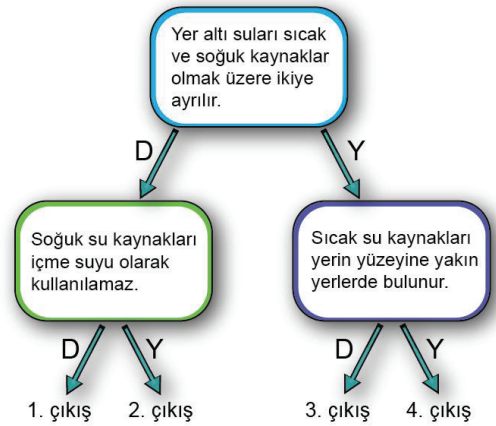 Yer altı suları sıcak
ve soğuk kaynaklar
olmak üzere ikiye
ayrılır.
D
Y
Soğuk su kaynakları
içme suyu olarak
kullanılamaz.
Sıcak su kaynakları
yerin yüzeyine yakın
yerlerde bulunur.
D
Y
D
Y
1. çıkış
2. çıkış
3. çıkış
4. çıkış